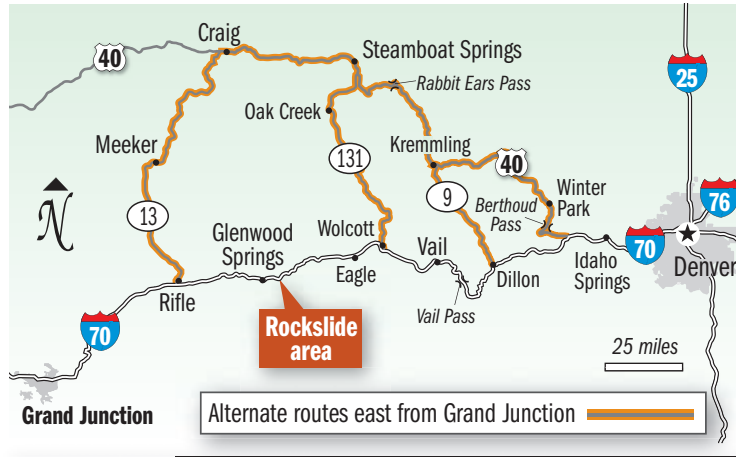 Craig
40
Steamboat Springs
25
Rabbit Ears Pass
Oak Creek
Meeker
131
Kremmling
40
Winter
Park
76
N
13
9
Berthoud
Pass
Glenwood
Springs
Wolcott
Vail
70
Denver
Eagle
Dillon
Idaho
Springs
Rifle
Vail Pass
70
Rockslide
area
25 miles
Grand Junction
Alternate routes east from Grand Junction